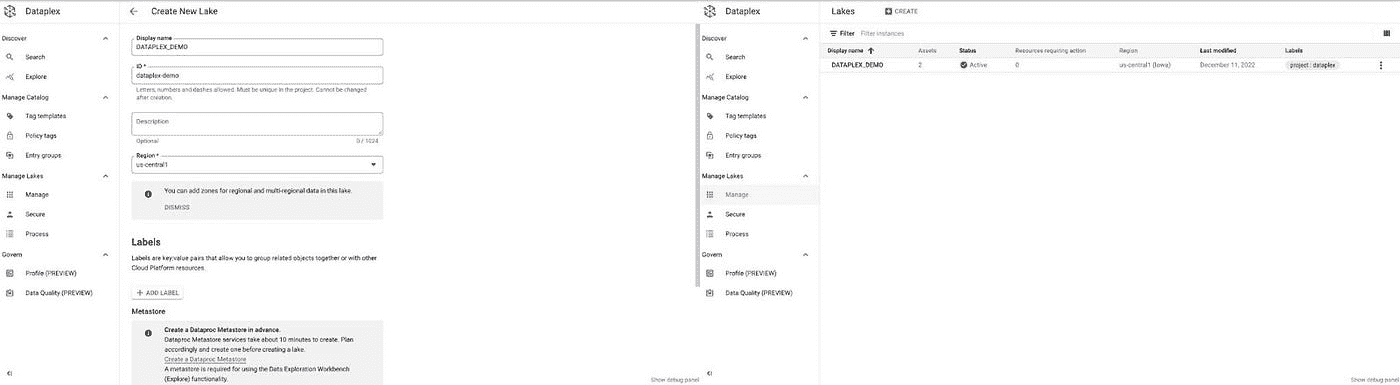 Dataplex
Create New Lake
Discover
Search
Explore
Manage Catalog
Tag templates
Policy tags
Entry groups
Manage Lakes
Manage
Secure
Process
Govern
Profile (PREVIEW)
Data Quality (PREVIEW)
Display name
DATAPLEX_DEMO
ID *
dataplex-demo
Letters, numbers and dashes allowed. Must be unique in the project. Cannot be changed
after creation.
Description
Optional
0 / 1024
Region *
us-central1
You can add zones for regional and multi-regional data in this lake.
DISMISS
Labels
Labels are key:value pairs that allow you to group related objects together or with other
Cloud Platform resources.
+ ADD LABEL
Metastore
Create a Dataproc Metastore in advance.
Dataproc Metastore services take about 10 minutes to create. Plan
accordingly and create one before creating a lake.
Create a Dataproc Metastore
A metastore is required for using the Data Exploration Workbench
(Explore) functionality.
Show debug panel
Dataplex
Lakes
CREATE
Discover
Search
Explore
Manage Catalog
Tag templates
Policy tags
Entry groups
Manage Lakes
Manage
Secure
Process
Govern
Profile (PREVIEW)
Data Quality (PREVIEW)
Filter Filter instances
Display name Assets Status Resources requiring action Region Last modified Labels
DATAPLEX_DEMO 2 Active 0 us-central1 (Iowa) December 11, 2022 project : dataplex
Show debug panel